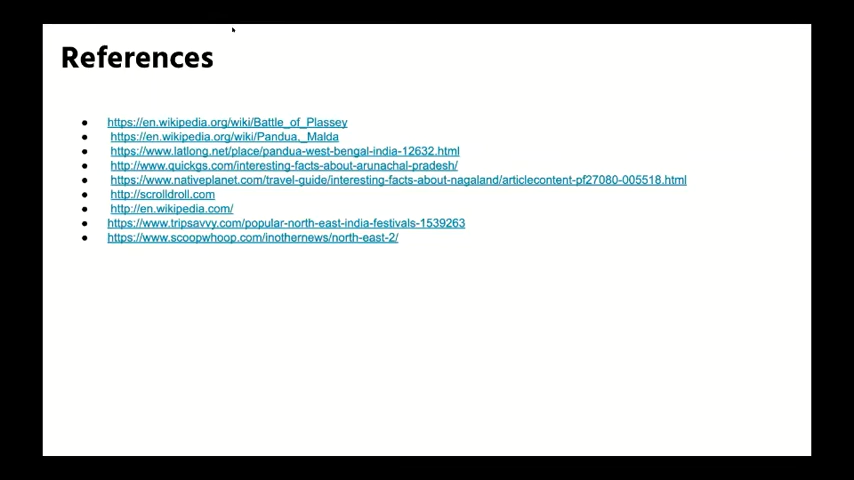 References
● https://en.wikipedia.org/wiki/Battle_of_Plassey
● https://en.wikipedia.org/wiki/Pandua,_Malda
● https://www.latlong.net/place/pandua-west-bengal-india-12632.html
● http://www.quickgs.com/interesting-facts-about-arunachal-pradesh/
● https://www.nativeplanet.com/travel-guide/interesting-facts-about-nagaland/articlecontent-pf27080-005518.html
● http://scrolldroll.com
● http://en.wikipedia.com/
● https://www.tripsavvy.com/popular-north-east-india-festivals-1539263
● https://www.scoopwhoop.com/inothernews/north-east-2/